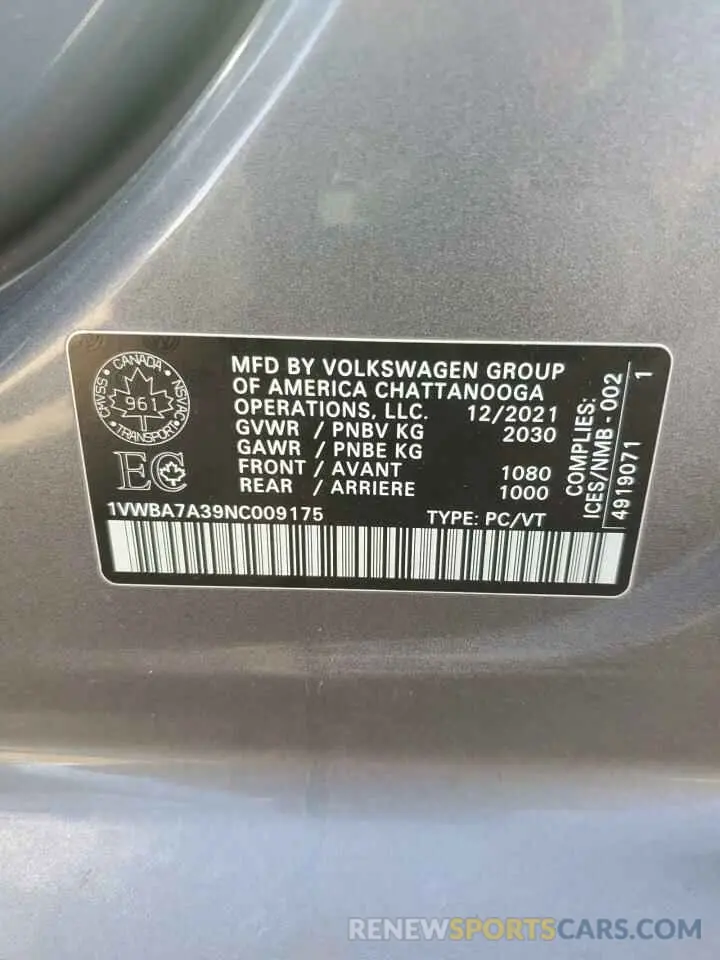 CANADA
CMVSS
NSVAC
961
TRANSPORT
EC
MFD BY VOLKSWAGEN GROUP
OF AMERICA CHATTANOOGA
OPERATIONS, LLC. 12/2021
GVWR / PNBV KG 2030
GAWR / PNBE KG
FRONT / AVANT 1080
REAR / ARRIERE 1000
1VWBA7A39NC009175 TYPE: PC/VT
COMPLIES:
ICES/NMB - 002
4919071 1
RENEWSPORTSCARS.COM